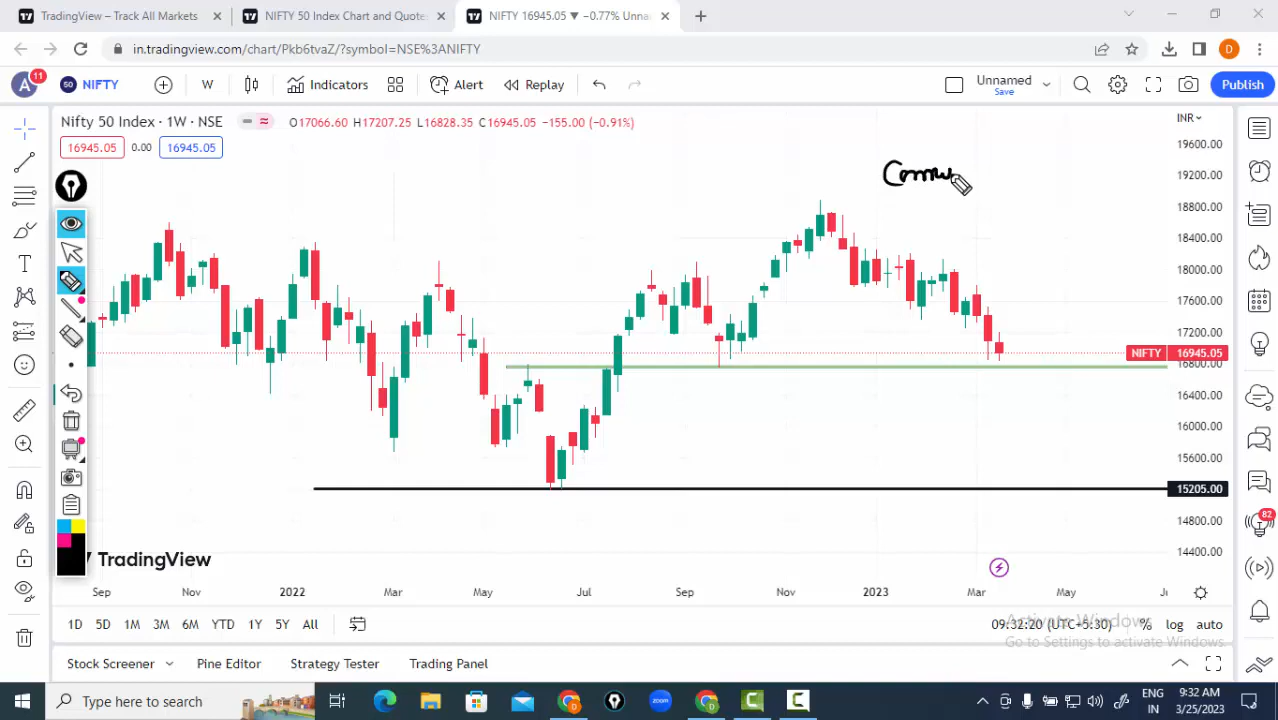 TradingView – Track All Markets
NIFTY 50 Index Chart and Quote
NIFTY 16945.05 ▼ −0.77% Unna
in.tradingview.com/chart/Pkb6tvaZ/?symbol=NSE%3ANIFTY
D
A 11
50 NIFTY
W
Indicators
Alert
Replay
Unnamed
Save
Publish
Nifty 50 Index · 1W · NSE
O17066.60 H17207.25 L16828.35 C16945.05 −155.00 (−0.91%)
INR
16945.05 0.00 16945.05
19600.00
19200.00
18800.00
18400.00
18000.00
17600.00
17200.00
NIFTY 16945.05
16800.00
16400.00
16000.00
15600.00
15205.00
14800.00
14400.00
82
TradingView
Sep
Nov
2022
Mar
May
Jul
Sep
Nov
2023
Mar
May
1D 5D 1M 3M 6M YTD 1Y 5Y All
09:32:20 (UTC+5:30)
% log auto
Activate Windows
Go to Settings to activate Windows.
Stock Screener
Pine Editor
Strategy Tester
Trading Panel
Type here to search
zoom
ENG
IN
9:32 AM
3/25/2023